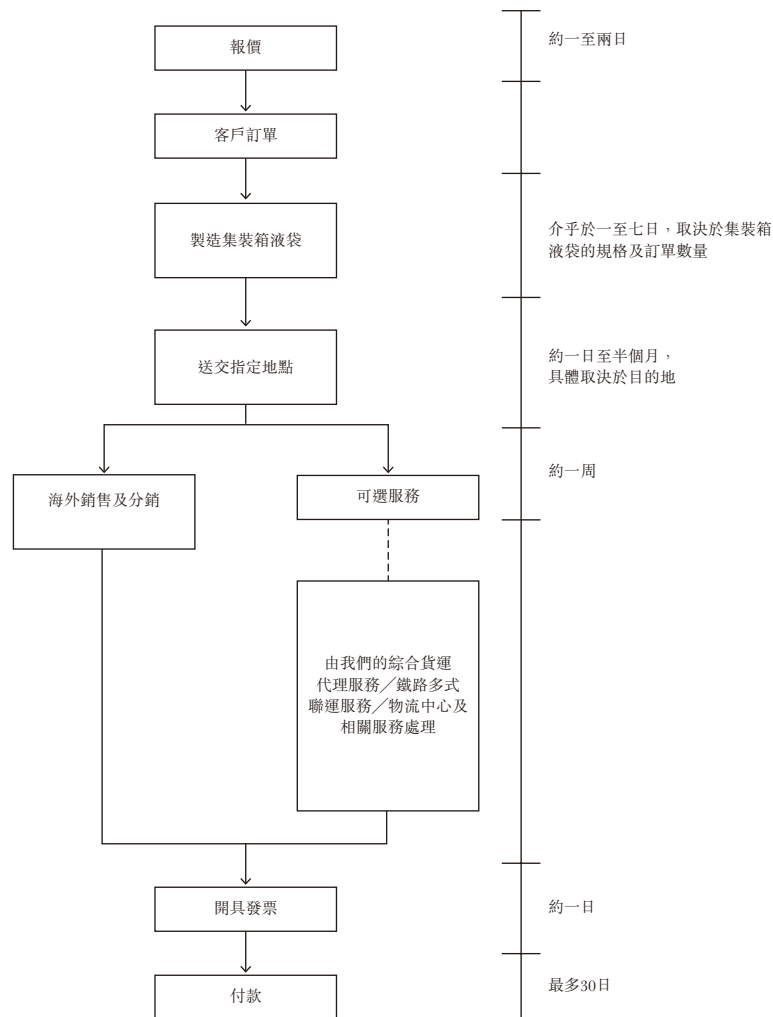 報價
約一至兩日
客戶訂單
製造集裝箱液袋
介乎於一至七日，取決於集裝箱
液袋的規格及訂單數量
送交指定地點
約一日至半個月，
具體取決於目的地
海外銷售及分銷
可選服務
約一周
由我們的綜合貨運
代理服務／鐵路多式
聯運服務／物流中心及
相關服務處理
開具發票
約一日
付款
最多30日